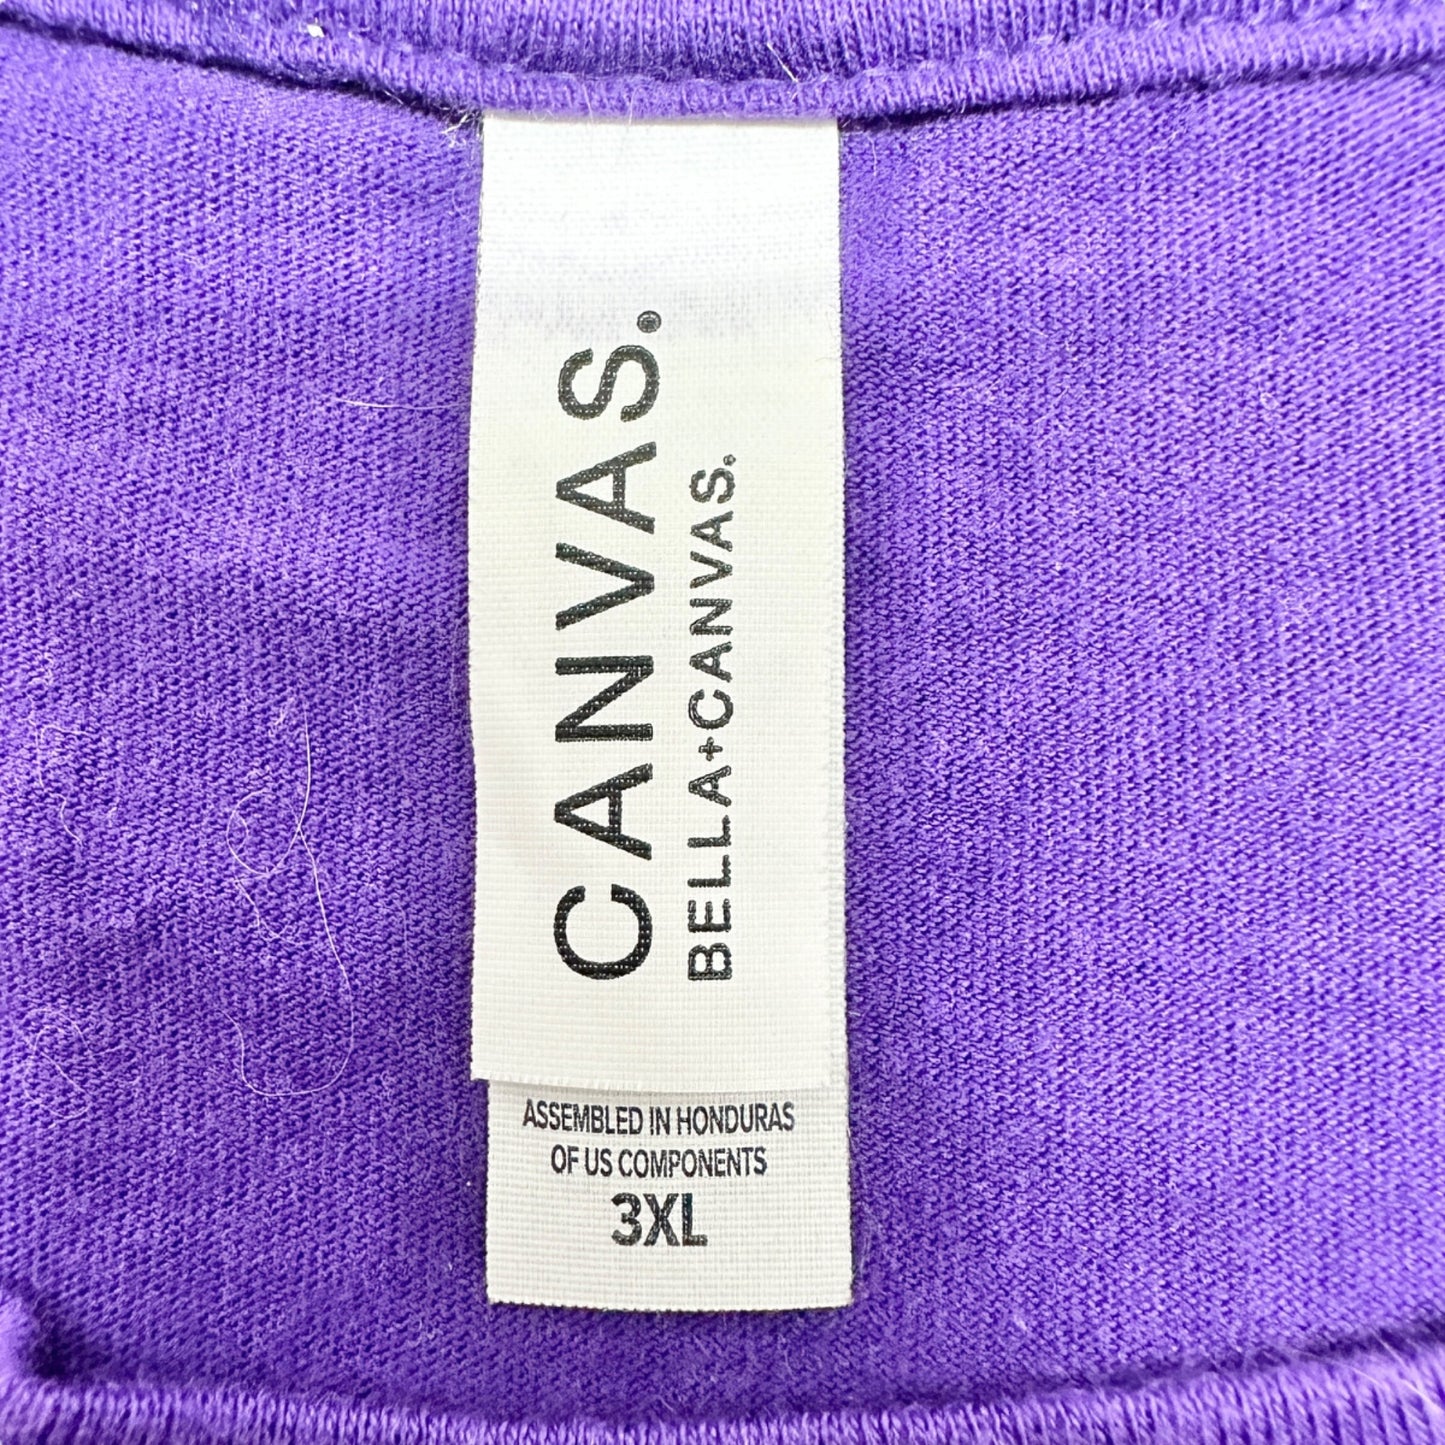 CANVAS.
BELLA+CANVAS.
ASSEMBLED IN HONDURAS
OF US COMPONENTS
3XL